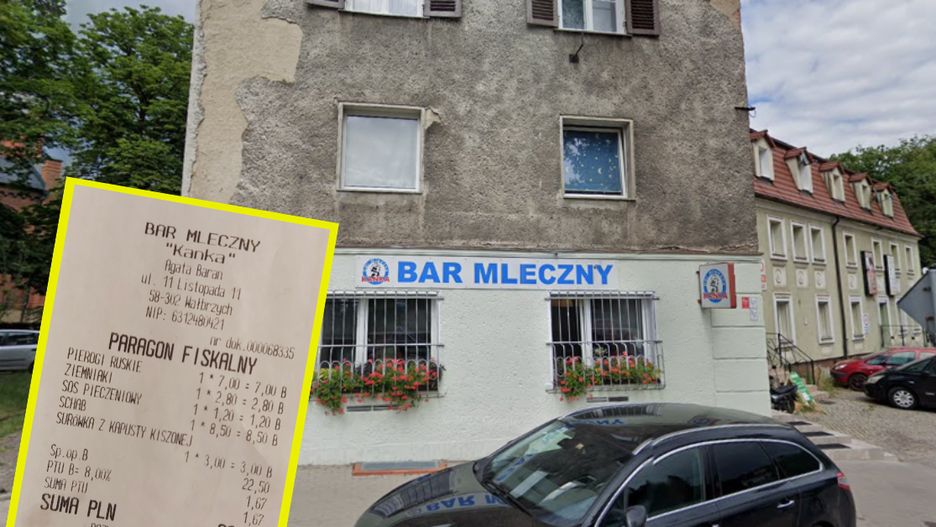 BAR MLECZNY
BAR MLECZNY
"Kanka"
Agata Baran
ul. 11 Listopada 11
58-302 Wałbrzych
NIP: 6312480421
nr dok.000068335
PARAGON FISKALNY
PIEROGI RUSKIE 1 * 7,00 = 7,00 B
ZIEMNIAKI 1 * 2,80 = 2,80 B
SOS PIECZENIOWY 1 * 1,20 = 1,20 B
SCHAB 1 * 8,50 = 8,50 B
SURÓWKA Z KAPUSTY KISZONEJ
1 * 3,00 = 3,00 B
Sp.op.B 22,50
PTU B= 8,00% 1,67
SUMA PTU 1,67
SUMA PLN